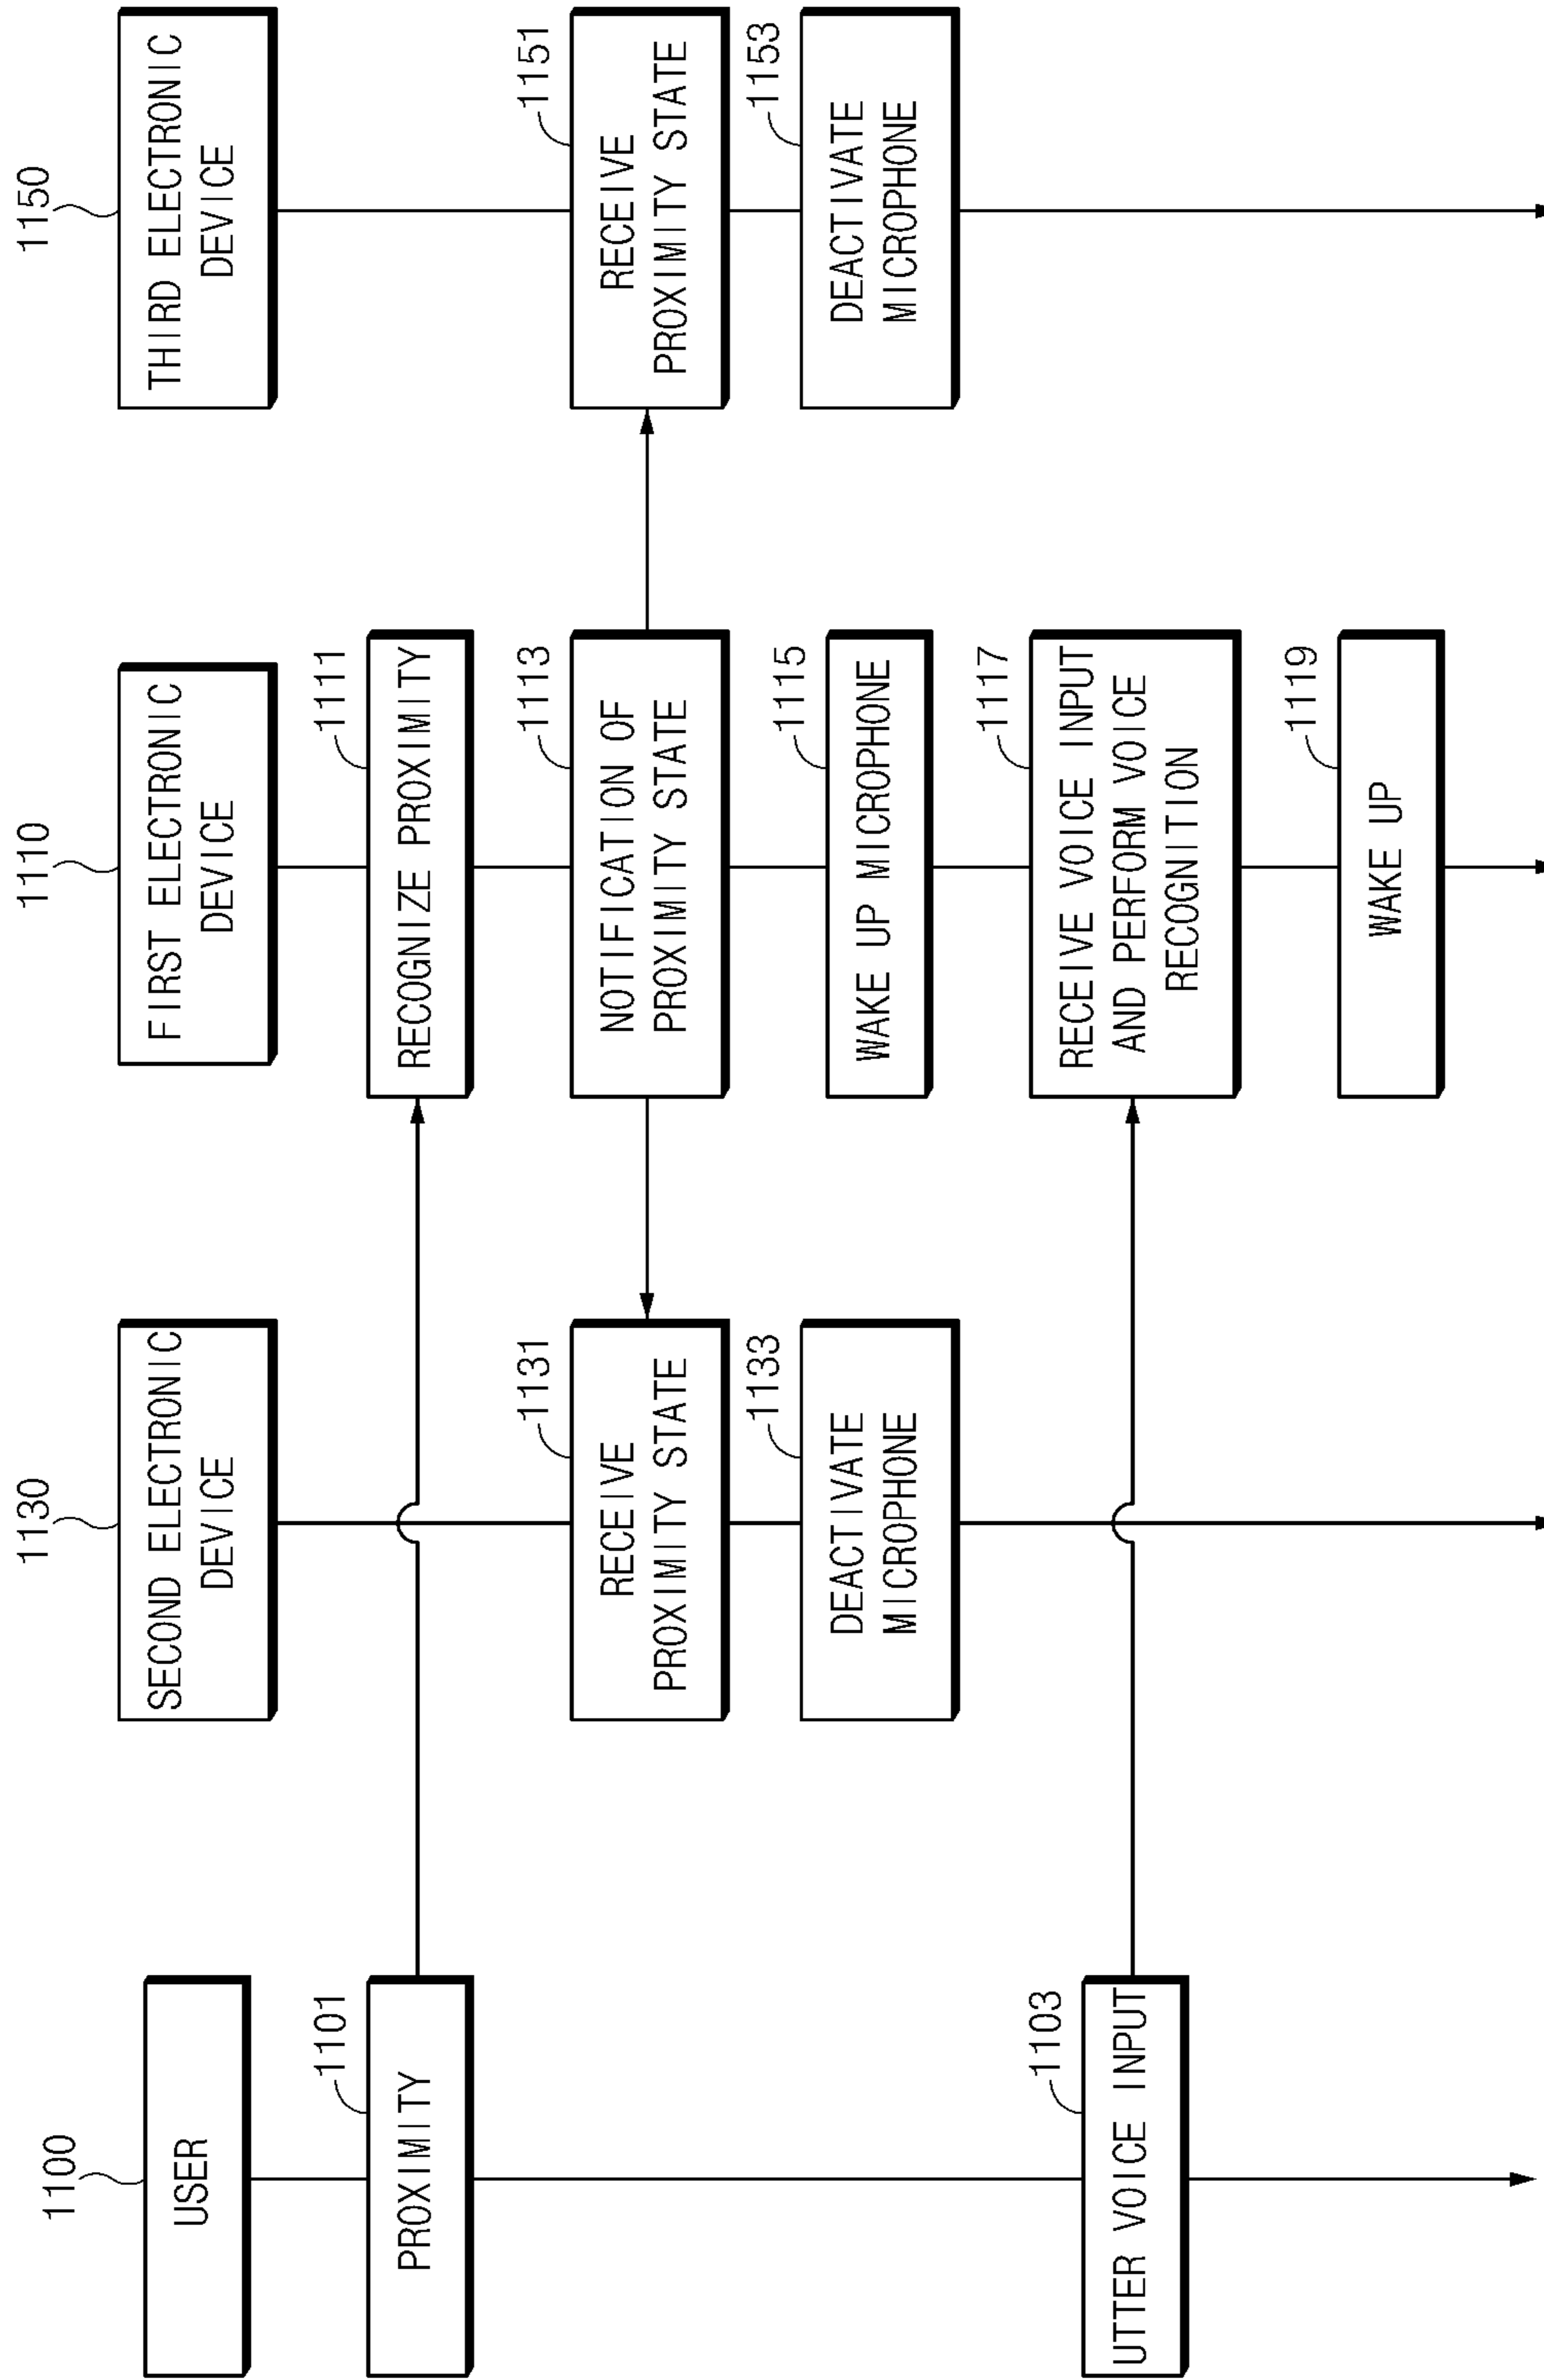 1100
USER
1130
SECOND ELECTRONIC
DEVICE
1110
FIRST ELECTRONIC
DEVICE
1150
THIRD ELECTRONIC
DEVICE
1101
PROXIMITY
1111
RECOGNIZE PROXIMITY
1131
RECEIVE
PROXIMITY STATE
1113
NOTIFICATION OF
PROXIMITY STATE
1151
RECEIVE
PROXIMITY STATE
1133
DEACTIVATE
MICROPHONE
1115
WAKE UP MICROPHONE
1153
DEACTIVATE
MICROPHONE
1103
UTTER VOICE INPUT
1117
RECEIVE VOICE INPUT
AND PERFORM VOICE
RECOGNITION
1119
WAKE UP